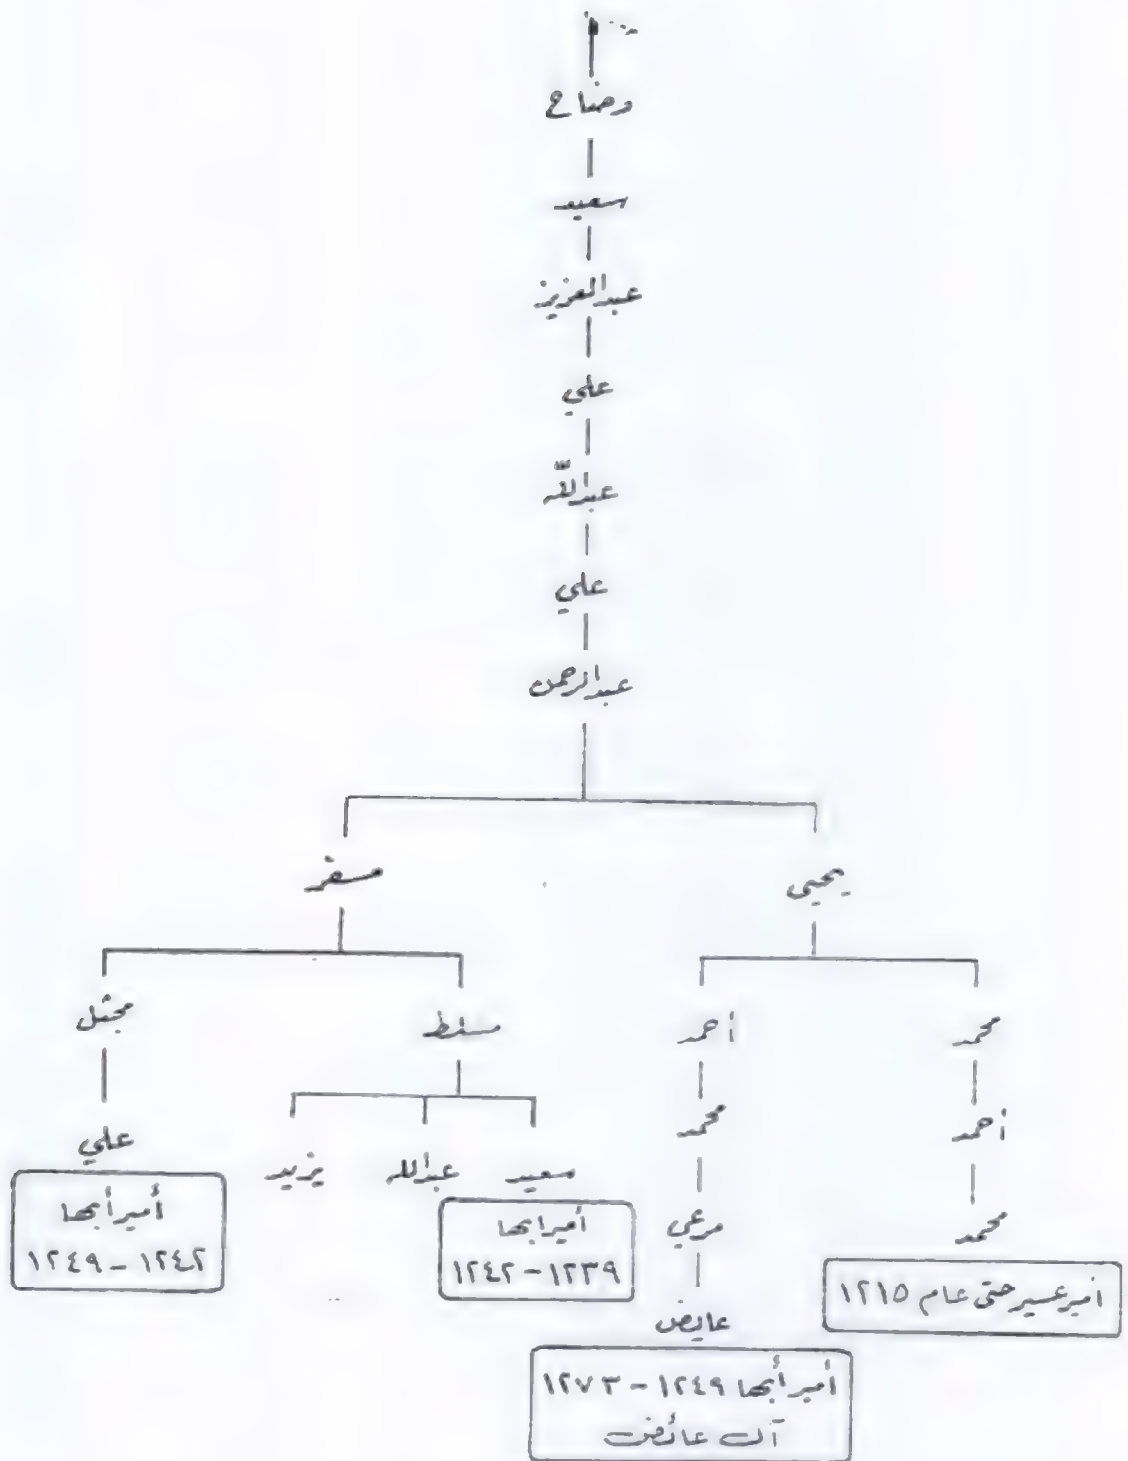 وضاح
سعيد
عبدالعزيز
علي
عبدالله
علي
عبدالرحمن
يحيى
مسفر
محمد
أحمد
مسلط
مجثل
أحمد
محمد
سعيد
عبدالله
يزيد
علي
محمد
مرعي
أمير أبها
١٢٣٩ - ١٢٤٢
أمير أبها
١٢٤٢ - ١٢٤٩
امير عسير حتى عام ١٢١٥
عايض
أمير أبها ١٢٤٩ - ١٢٧٣
آل عائض